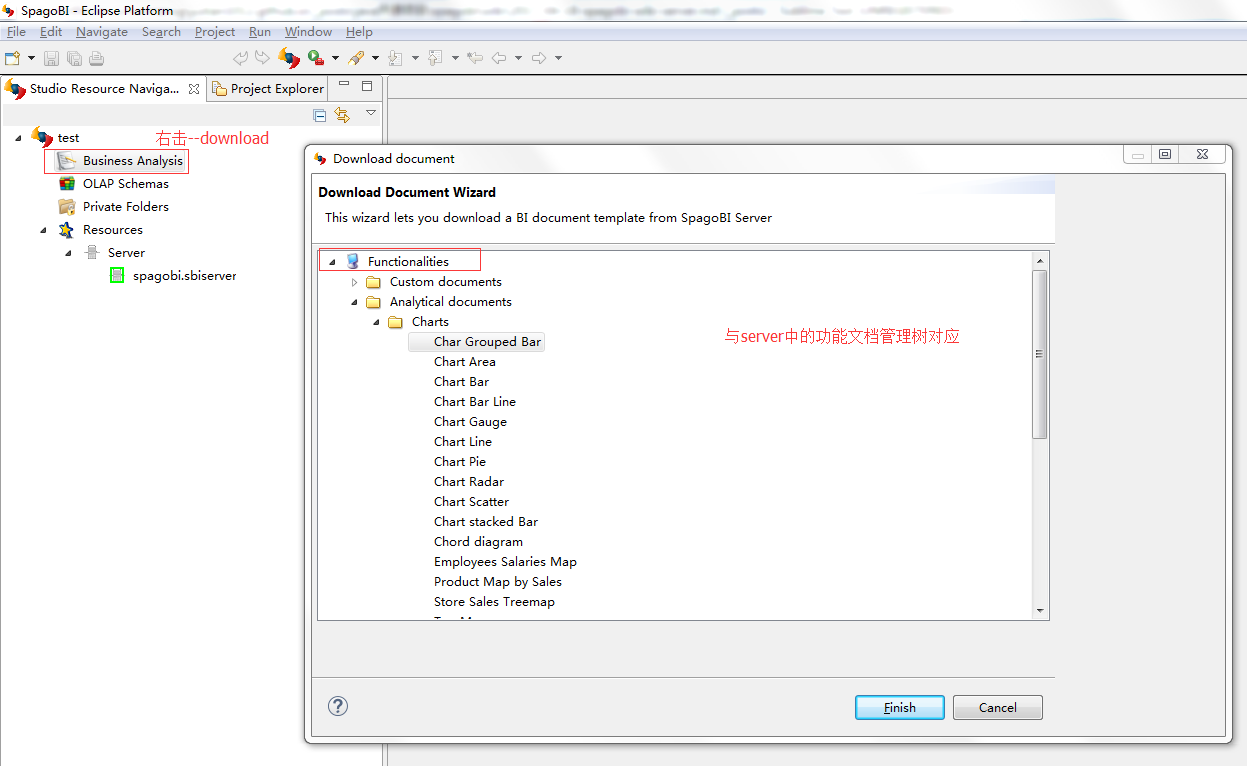 SpagoBI - Eclipse Platform
File Edit Navigate Search Project Run Window Help
Studio Resource Naviga... Project Explorer
test
右击--download
Business Analysis
OLAP Schemas
Private Folders
Resources
Server
spagobi.sbiserver
Download document
Download Document Wizard
This wizard lets you download a BI document template from SpagoBI Server
Functionalities
Custom documents
Analytical documents
Charts
Char Grouped Bar
与server中的功能文档管理树对应
Chart Area
Chart Bar
Chart Bar Line
Chart Gauge
Chart Line
Chart Pie
Chart Radar
Chart Scatter
Chart stacked Bar
Chord diagram
Employees Salaries Map
Product Map by Sales
Store Sales Treemap
?
Finish Cancel